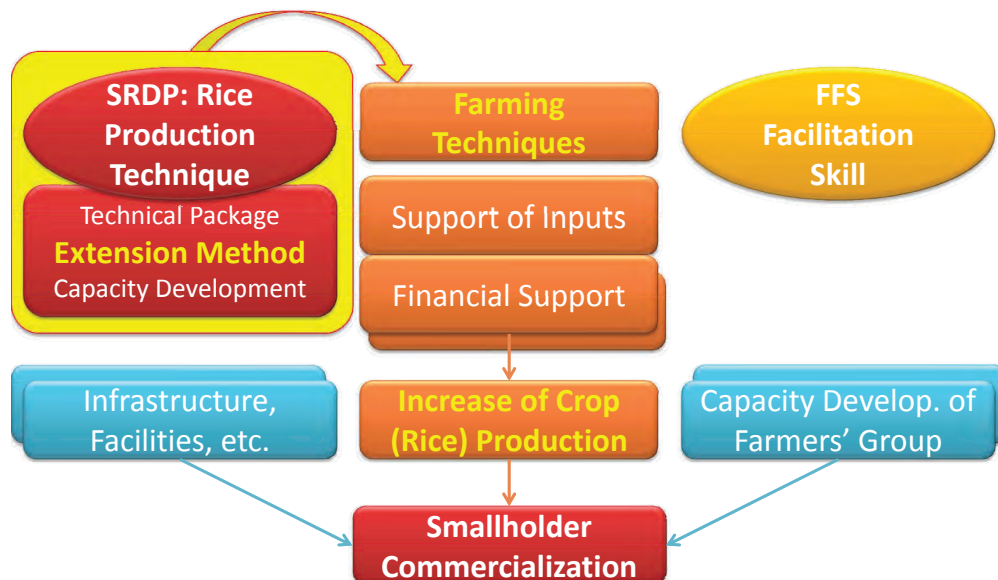 SRDP: Rice
Production
Technique
Technical Package
Extension Method
Capacity Development
Farming
Techniques
Support of Inputs
Financial Support
FFS
Facilitation
Skill
Infrastructure,
Facilities, etc.
Increase of Crop
(Rice) Production
Capacity Develop. of
Farmers’ Group
Smallholder
Commercialization